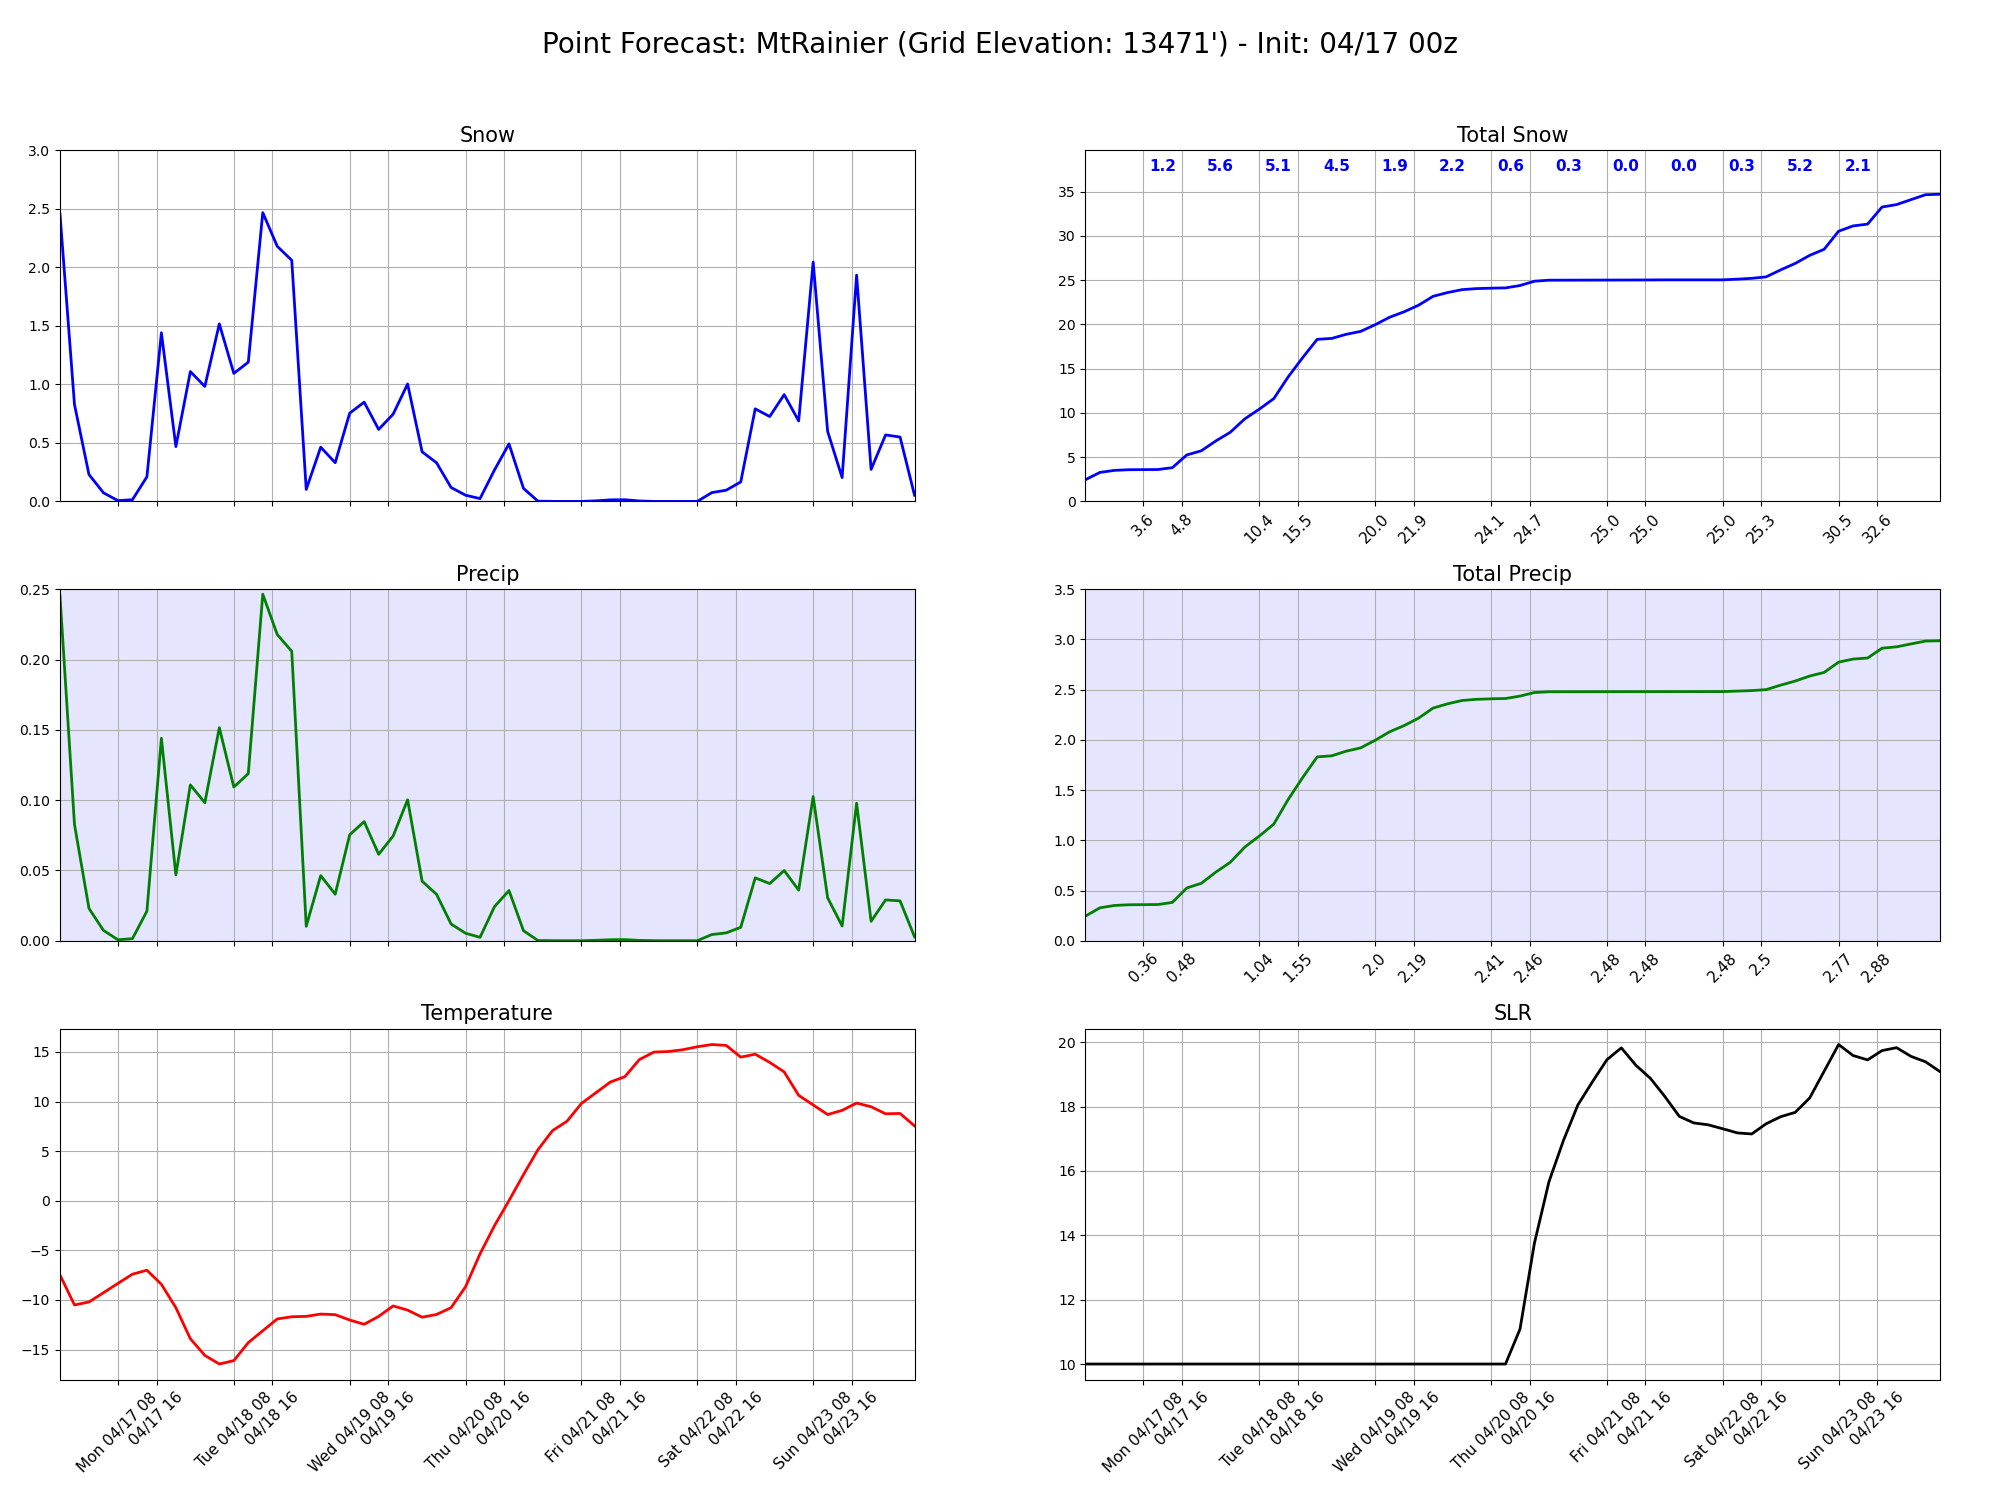 Point Forecast: MtRainier (Grid Elevation: 13471') - Init: 04/17 00z
Snow
3.0
2.5
2.0
1.5
1.0
0.5
0.0
Total Snow
1.2 5.6 5.1 4.5 1.9 2.2 0.6 0.3 0.0 0.0 0.3 5.2 2.1
35
30
25
20
15
10
5
0
3.6 4.8 10.4 15.5 20.0 21.9 24.1 24.7 25.0 25.0 25.0 25.3 30.5 32.6
Precip
0.25
0.20
0.15
0.10
0.05
0.00
Total Precip
3.5
3.0
2.5
2.0
1.5
1.0
0.5
0.0
0.36 0.48 1.04 1.55 2.0 2.19 2.41 2.46 2.48 2.48 2.48 2.5 2.77 2.88
Temperature
15
10
5
0
−5
−10
−15
Mon 04/17 08
04/17 16
Tue 04/18 08
04/18 16
Wed 04/19 08
04/19 16
Thu 04/20 08
04/20 16
Fri 04/21 08
04/21 16
Sat 04/22 08
04/22 16
Sun 04/23 08
04/23 16
SLR
20
18
16
14
12
10
Mon 04/17 08
04/17 16
Tue 04/18 08
04/18 16
Wed 04/19 08
04/19 16
Thu 04/20 08
04/20 16
Fri 04/21 08
04/21 16
Sat 04/22 08
04/22 16
Sun 04/23 08
04/23 16